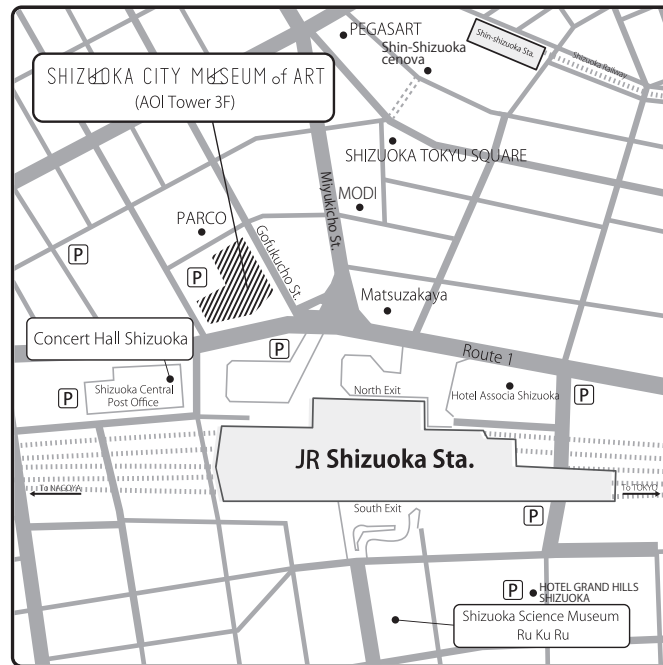 PEGASART
Shin-Shizuoka
cenova
Shin-shizuoka Sta.
Shizuoka Railway
SHIZUOKA CITY MUSEUM of ART
(AOI Tower 3F)
SHIZUOKA TOKYU SQUARE
MODI
Miyukicho St.
PARCO
Gofukucho St.
P
P
Matsuzakaya
Concert Hall Shizuoka
P
Route 1
Shizuoka Central
Post Office
P
North Exit
Hotel Associa Shizuoka
P
JR Shizuoka Sta.
To NAGOYA
To TOKYO
South Exit
P
P
HOTEL GRAND HILLS
SHIZUOKA
Shizuoka Science Museum
Ru Ku Ru